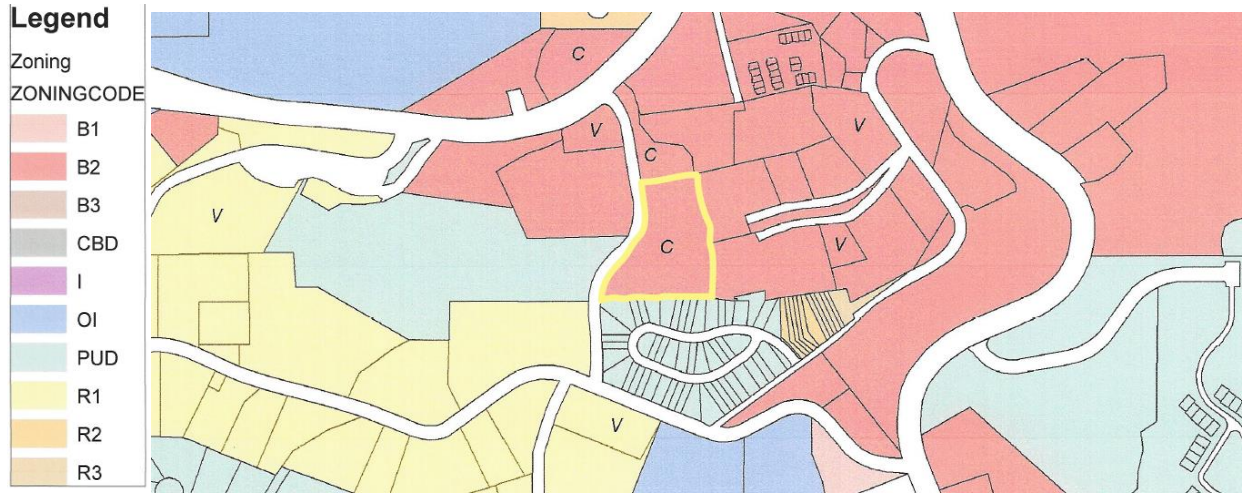 Legend
Zoning
ZONINGCODE
B1
B2
B3
CBD
I
OI
PUD
R1
R2
R3
C
V
C
V
V
C
V
V